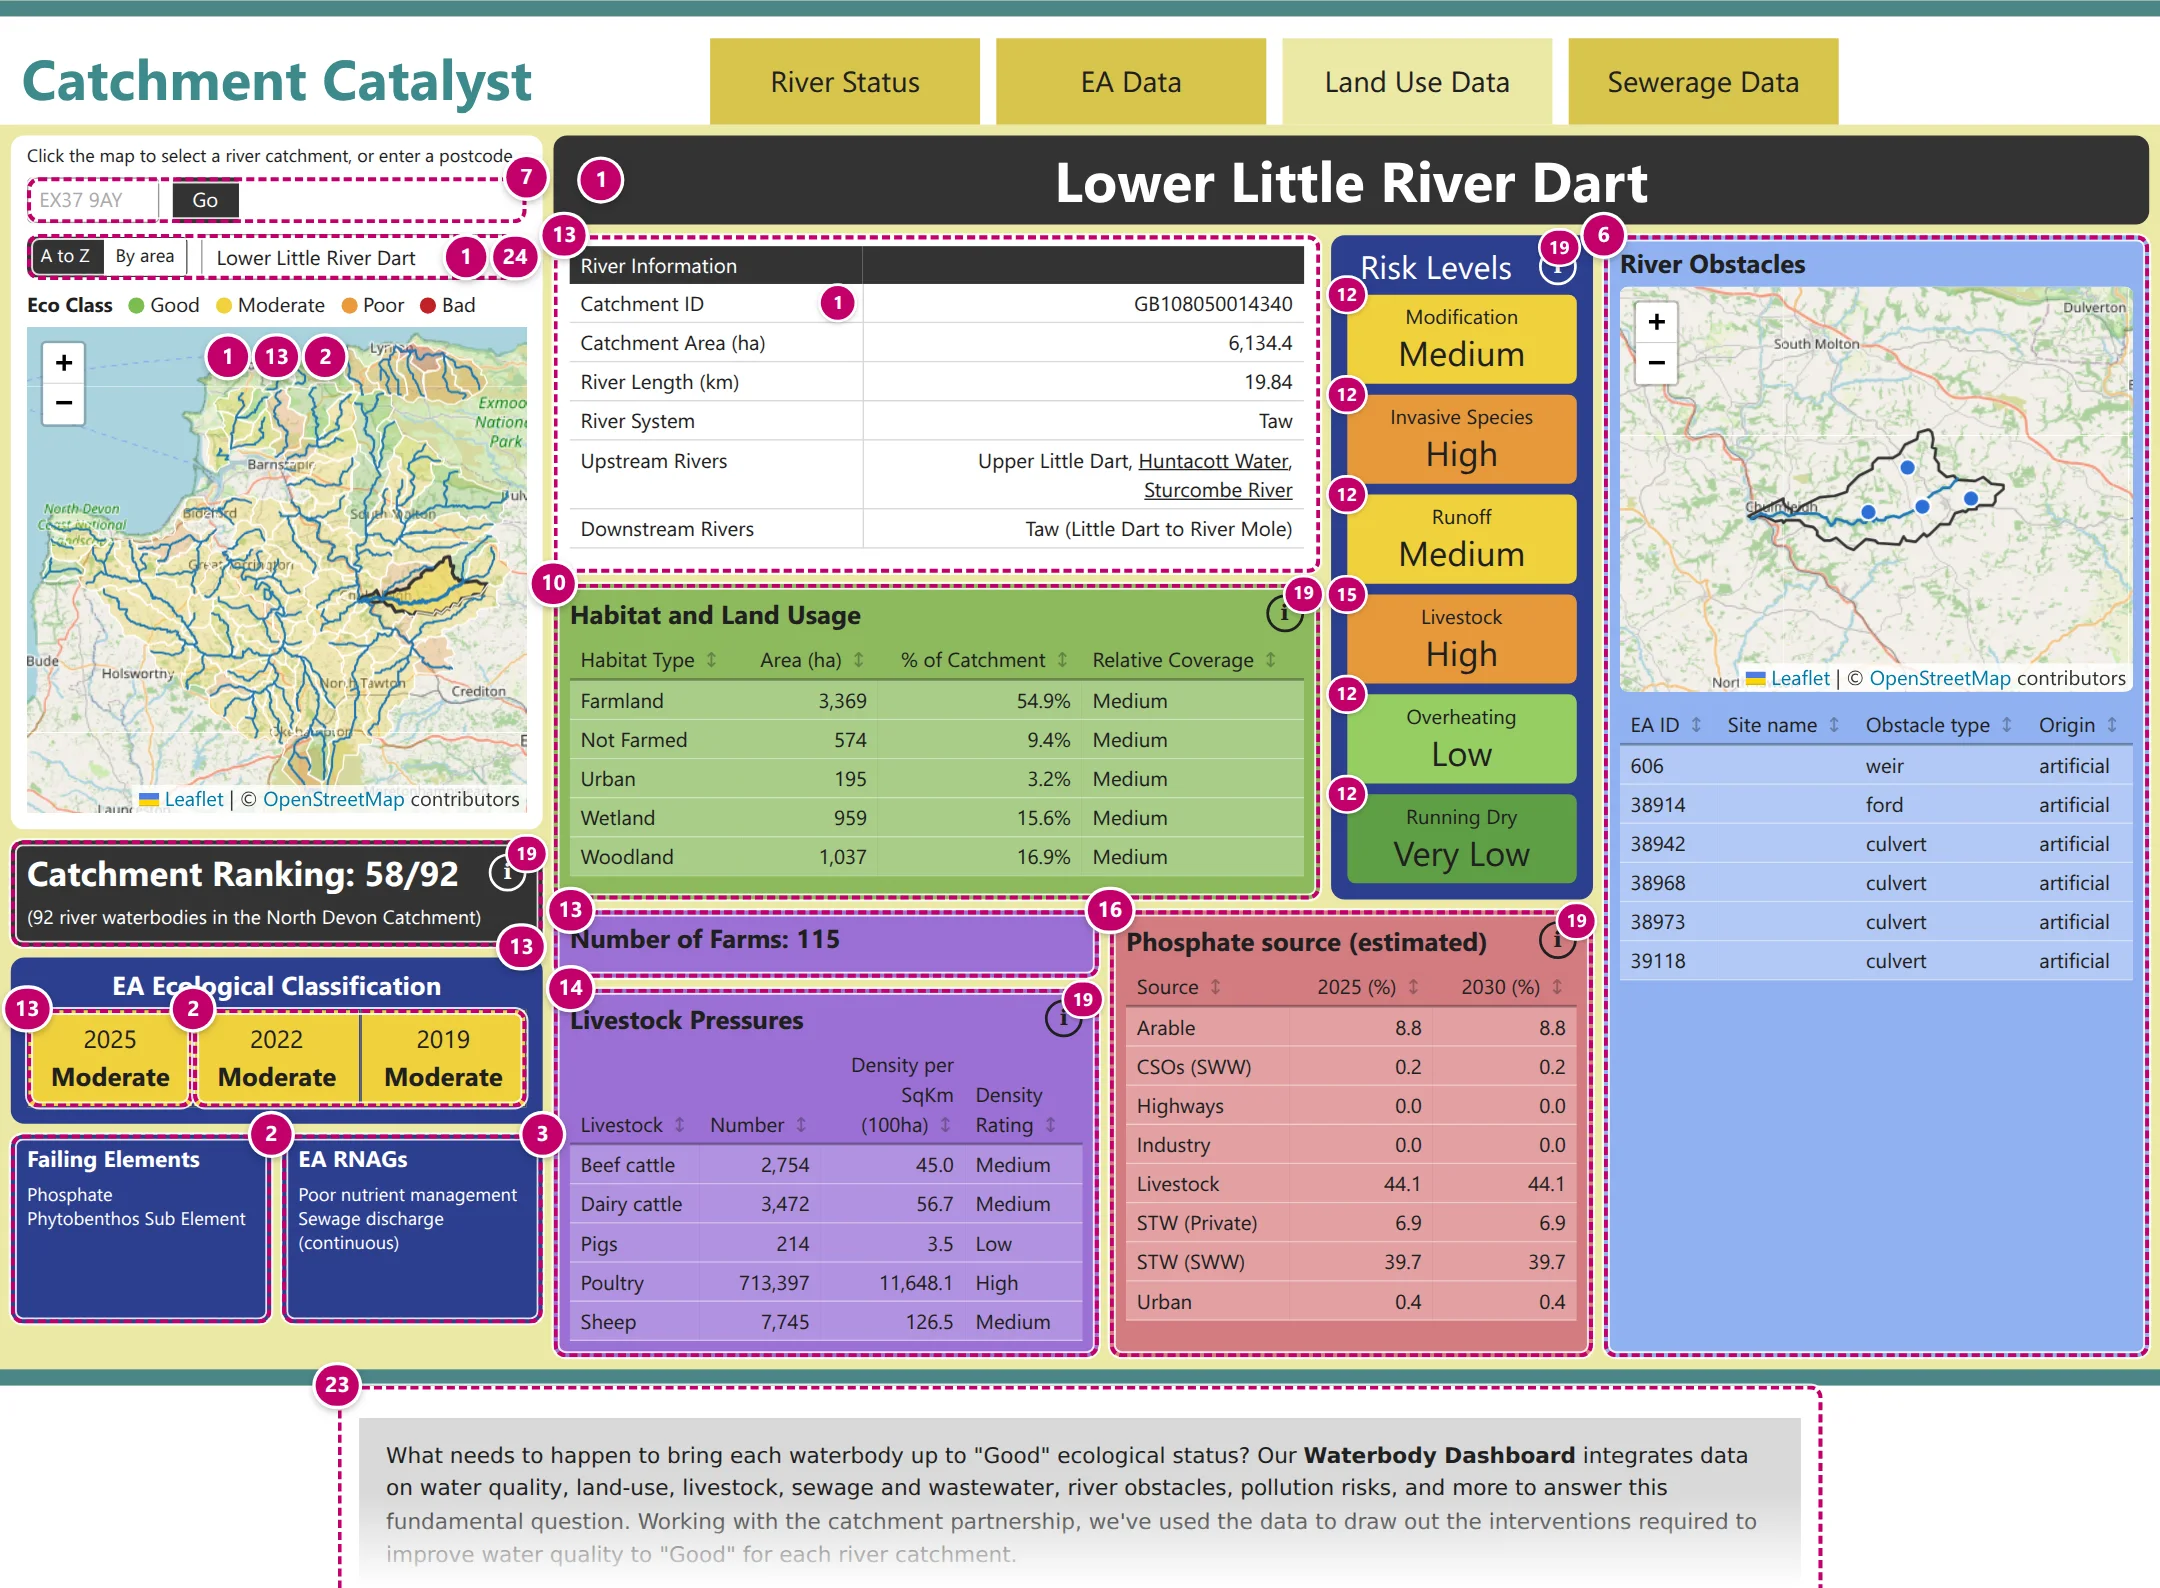 Catchment Catalyst
River Status
EA Data
Land Use Data
Sewerage Data
Click the map to select a river catchment, or enter a postcode
EX37 9AY
Go
7
A to Z
By area
Lower Little River Dart
1
24
Eco Class
Good
Moderate
Poor
Bad
+
−
1
13
2
Barnstaple
North Devon
Great Torrington
Bude
Holsworthy
North Tawton
Crediton
Okehampton
Leaflet | © OpenStreetMap contributors
Catchment Ranking: 58/92
i
19
(92 river waterbodies in the North Devon Catchment)
13
EA Ecological Classification
13
2
2025
Moderate
2022
Moderate
2019
Moderate
2
3
Failing Elements
Phosphate
Phytobenthos Sub Element
EA RNAGs
Poor nutrient management
Sewage discharge
(continuous)
1
Lower Little River Dart
13
River Information
Catchment ID
1
GB108050014340
Catchment Area (ha)
6,134.4
River Length (km)
19.84
River System
Taw
Upstream Rivers
Upper Little Dart, Huntacott Water,
Sturcombe River
Downstream Rivers
Taw (Little Dart to River Mole)
10
Habitat and Land Usage
i
19
Habitat Type
Area (ha)
% of Catchment
Relative Coverage
Farmland 3,369 54.9% Medium
Not Farmed 574 9.4% Medium
Urban 195 3.2% Medium
Wetland 959 15.6% Medium
Woodland 1,037 16.9% Medium
Risk Levels
i
19
12
Modification
Medium
12
Invasive Species
High
12
Runoff
Medium
15
Livestock
High
12
Overheating
Low
12
Running Dry
Very Low
6
River Obstacles
+
−
South Molton
Dulverton
Chulmleigh
Leaflet | © OpenStreetMap contributors
EA ID Site name Obstacle type Origin
606 weir artificial
38914 ford artificial
38942 culvert artificial
38968 culvert artificial
38973 culvert artificial
39118 culvert artificial
13
Number of Farms: 115
14
Livestock Pressures
i
19
Livestock
Number
Density per
SqKm
(100ha)
Density
Rating
Beef cattle 2,754 45.0 Medium
Dairy cattle 3,472 56.7 Medium
Pigs 214 3.5 Low
Poultry 713,397 11,648.1 High
Sheep 7,745 126.5 Medium
16
Phosphate source (estimated)
i
19
Source 2025 (%) 2030 (%)
Arable 8.8 8.8
CSOs (SWW) 0.2 0.2
Highways 0.0 0.0
Industry 0.0 0.0
Livestock 44.1 44.1
STW (Private) 6.9 6.9
STW (SWW) 39.7 39.7
Urban 0.4 0.4
23
What needs to happen to bring each waterbody up to "Good" ecological status? Our Waterbody Dashboard integrates data
on water quality, land-use, livestock, sewage and wastewater, river obstacles, pollution risks, and more to answer this
fundamental question. Working with the catchment partnership, we've used the data to draw out the interventions required to
improve water quality to "Good" for each river catchment.